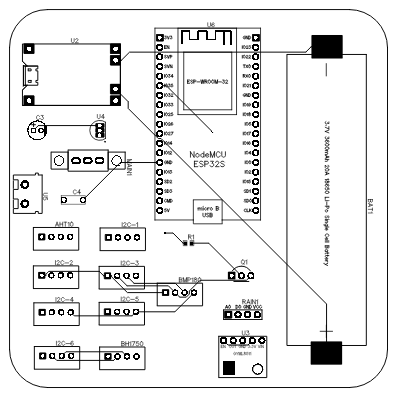 U6
U2
3V3
EN
SVP
SVN
IO34
IO32
IO33
IO25
IO26
IO27
IO14
IO12
GND
IO13
SD2
SD3
CMD
5V
GND
IO23
IO22
TX0
RX0
IO21
GND
IO19
IO18
IO5
IO17
IO16
IO4
IO0
IO2
IO15
SD1
SD0
CLK
ESP-WROOM-32
NodeMCU
ESP32S
micro B
USB
3.7V 3600mAh 20A 18650 Li-Po Single Cell Battery
BAT1
C3
U4
MAIN1
C4
U5
AHT10
I2C-1
R1
I2C-2
I2C-3
Q1
BMP180
I2C-4
I2C-5
RAIN1
A0 D0 GND VCC
U3
I2C-6
BH1750